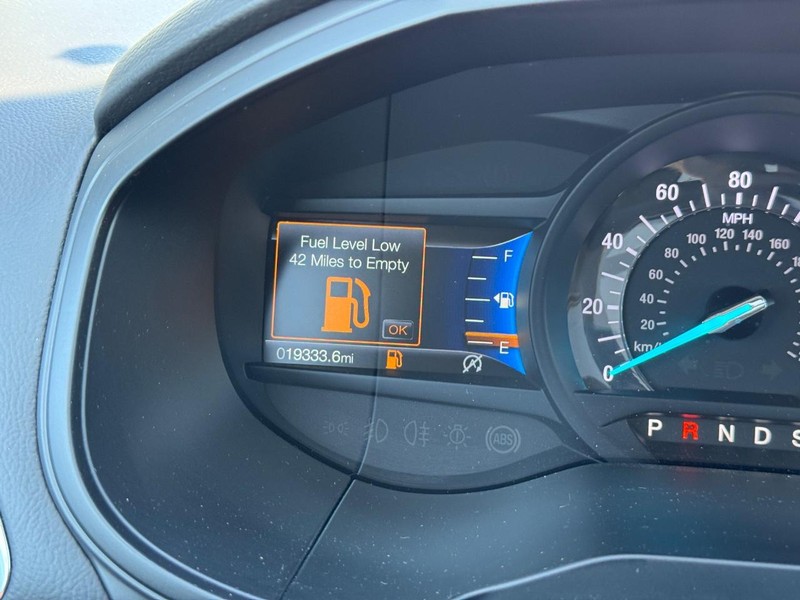 Fuel Level Low
42 Miles to Empty
OK
019333.6mi
F
E
0
20
40
60
80
MPH
20
40
60
80
100
120
140
160
km/
P R N D S
ABS